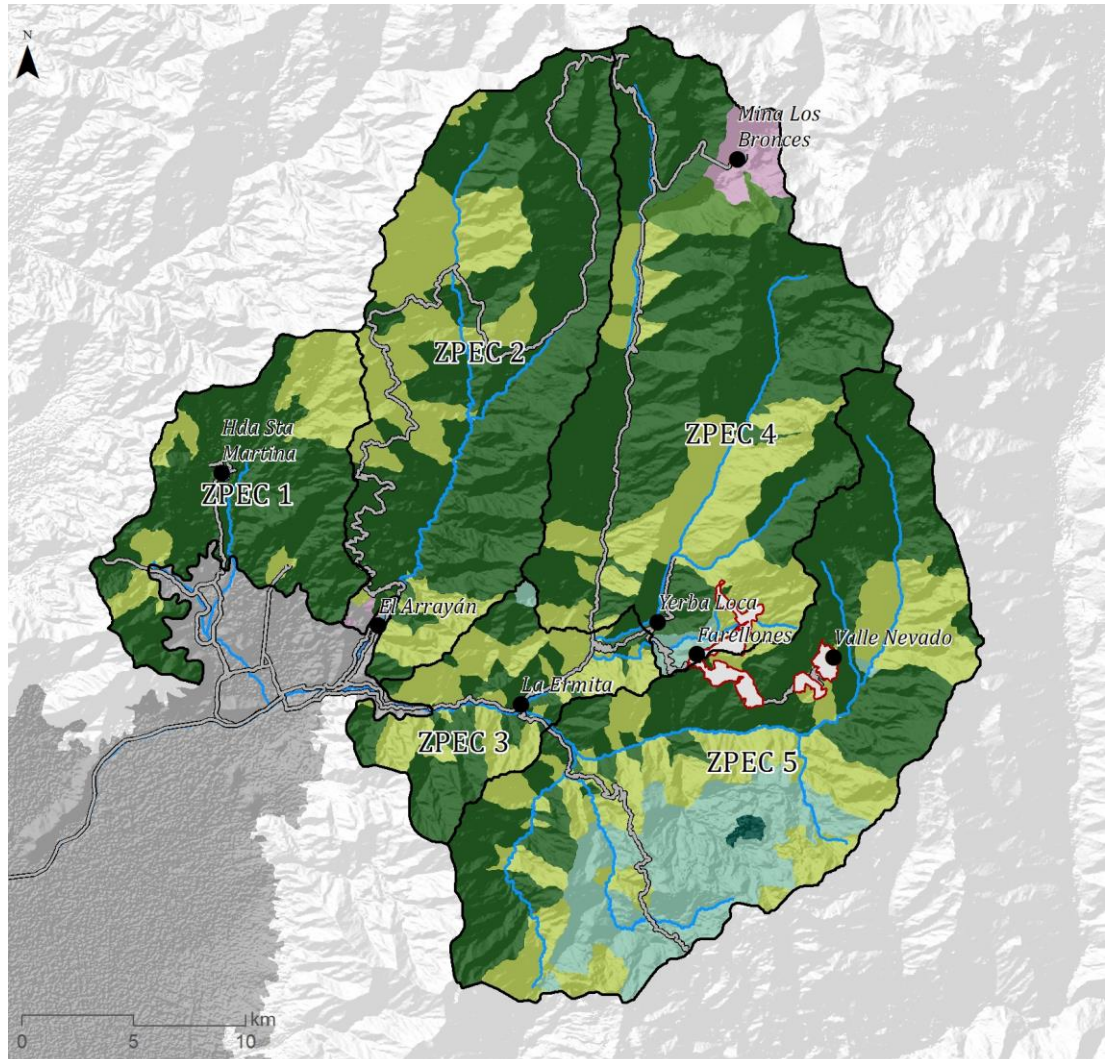 N
Mina Los
Bronces
ZPEC 2
Hda Sta
Martina
ZPEC 1
ZPEC 4
El Arrayán
Yerba Loca
Farellones
Valle Nevado
La Ermita
ZPEC 3
ZPEC 5
km
0 5 10